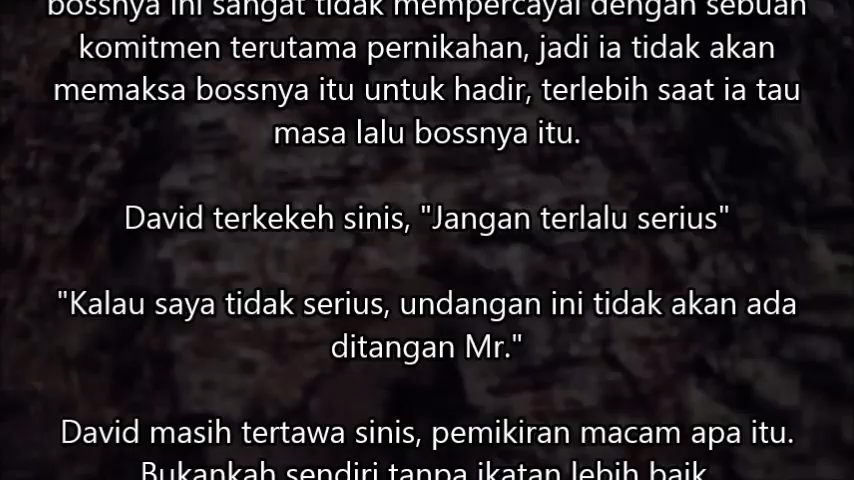 bossnya ini sangat tidak mempercayai dengan sebuah
komitmen terutama pernikahan, jadi ia tidak akan
memaksa bossnya itu untuk hadir, terlebih saat ia tau
masa lalu bossnya itu.
David terkekeh sinis, "Jangan terlalu serius"
"Kalau saya tidak serius, undangan ini tidak akan ada
ditangan Mr."
David masih tertawa sinis, pemikiran macam apa itu.
Bukankah sendiri tanpa ikatan lebih baik